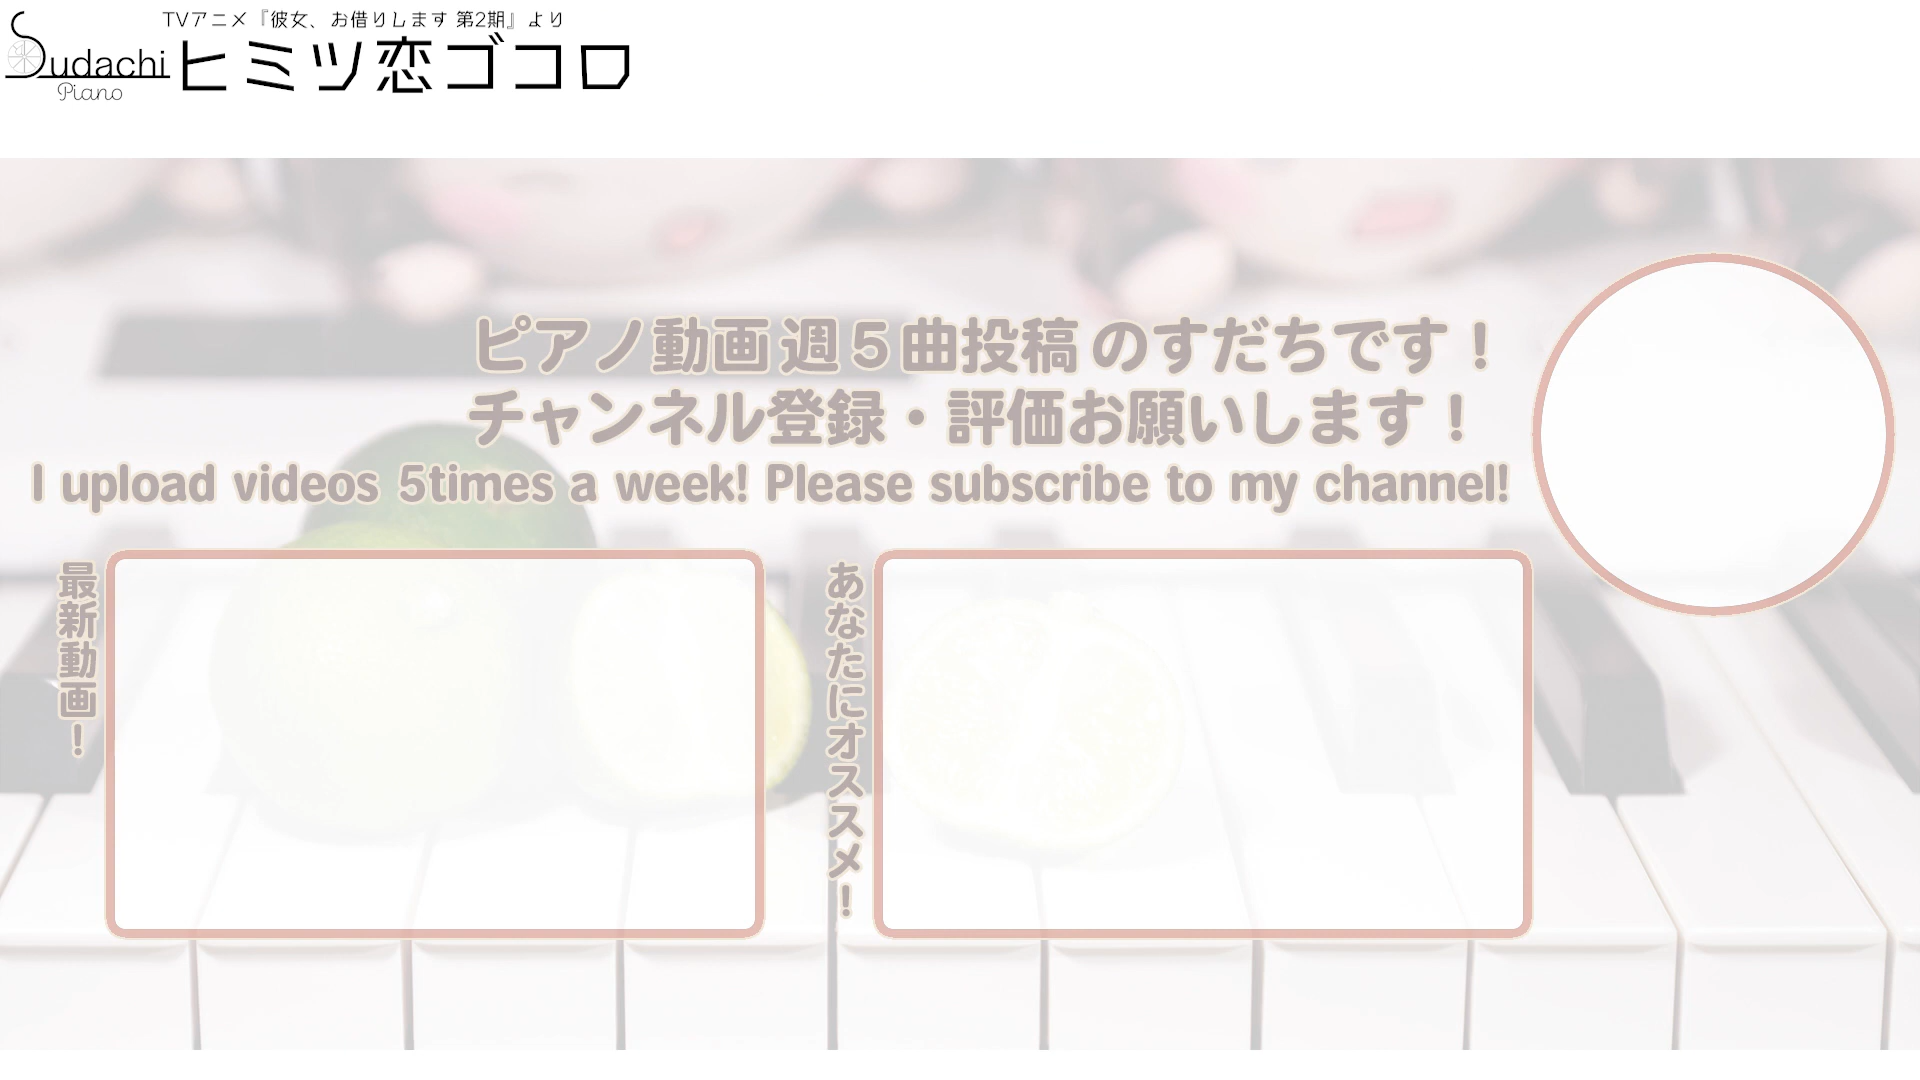 TVアニメ『彼女、お借りします 第2期』より
Sudachi
Piano
ヒミツ恋ゴコロ
ピアノ動画 週５曲投稿 のすだちです！
チャンネル登録・評価お願いします！
I upload videos 5times a week! Please subscribe to my channel!
最新動画！
あなたにオススメ！